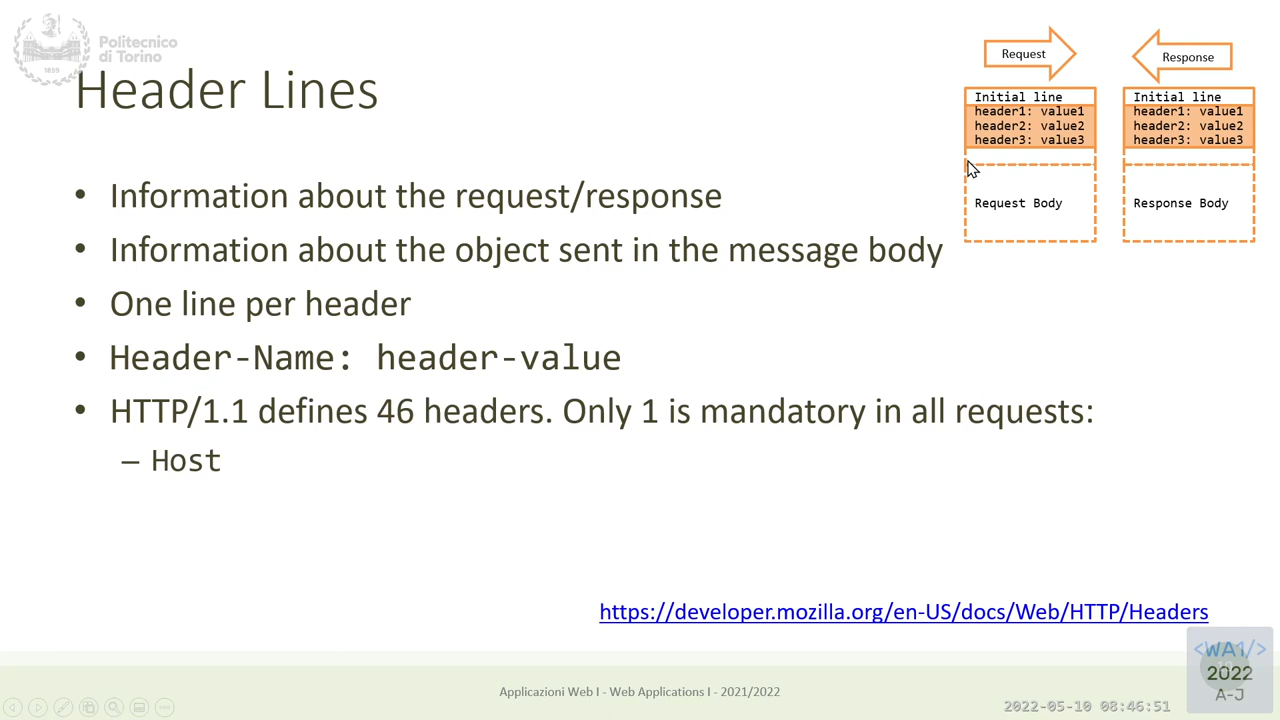 Politecnico
di Torino
1859
Header Lines
Request
Response
Initial line
header1: value1
header2: value2
header3: value3
Request Body
Initial line
header1: value1
header2: value2
header3: value3
Response Body
• Information about the request/response
• Information about the object sent in the message body
• One line per header
• Header-Name: header-value
• HTTP/1.1 defines 46 headers. Only 1 is mandatory in all requests:
– Host
https://developer.mozilla.org/en-US/docs/Web/HTTP/Headers
Applicazioni Web I - Web Applications I - 2021/2022
2022-05-10 08:46:51
<WA1/>
2022
A-J